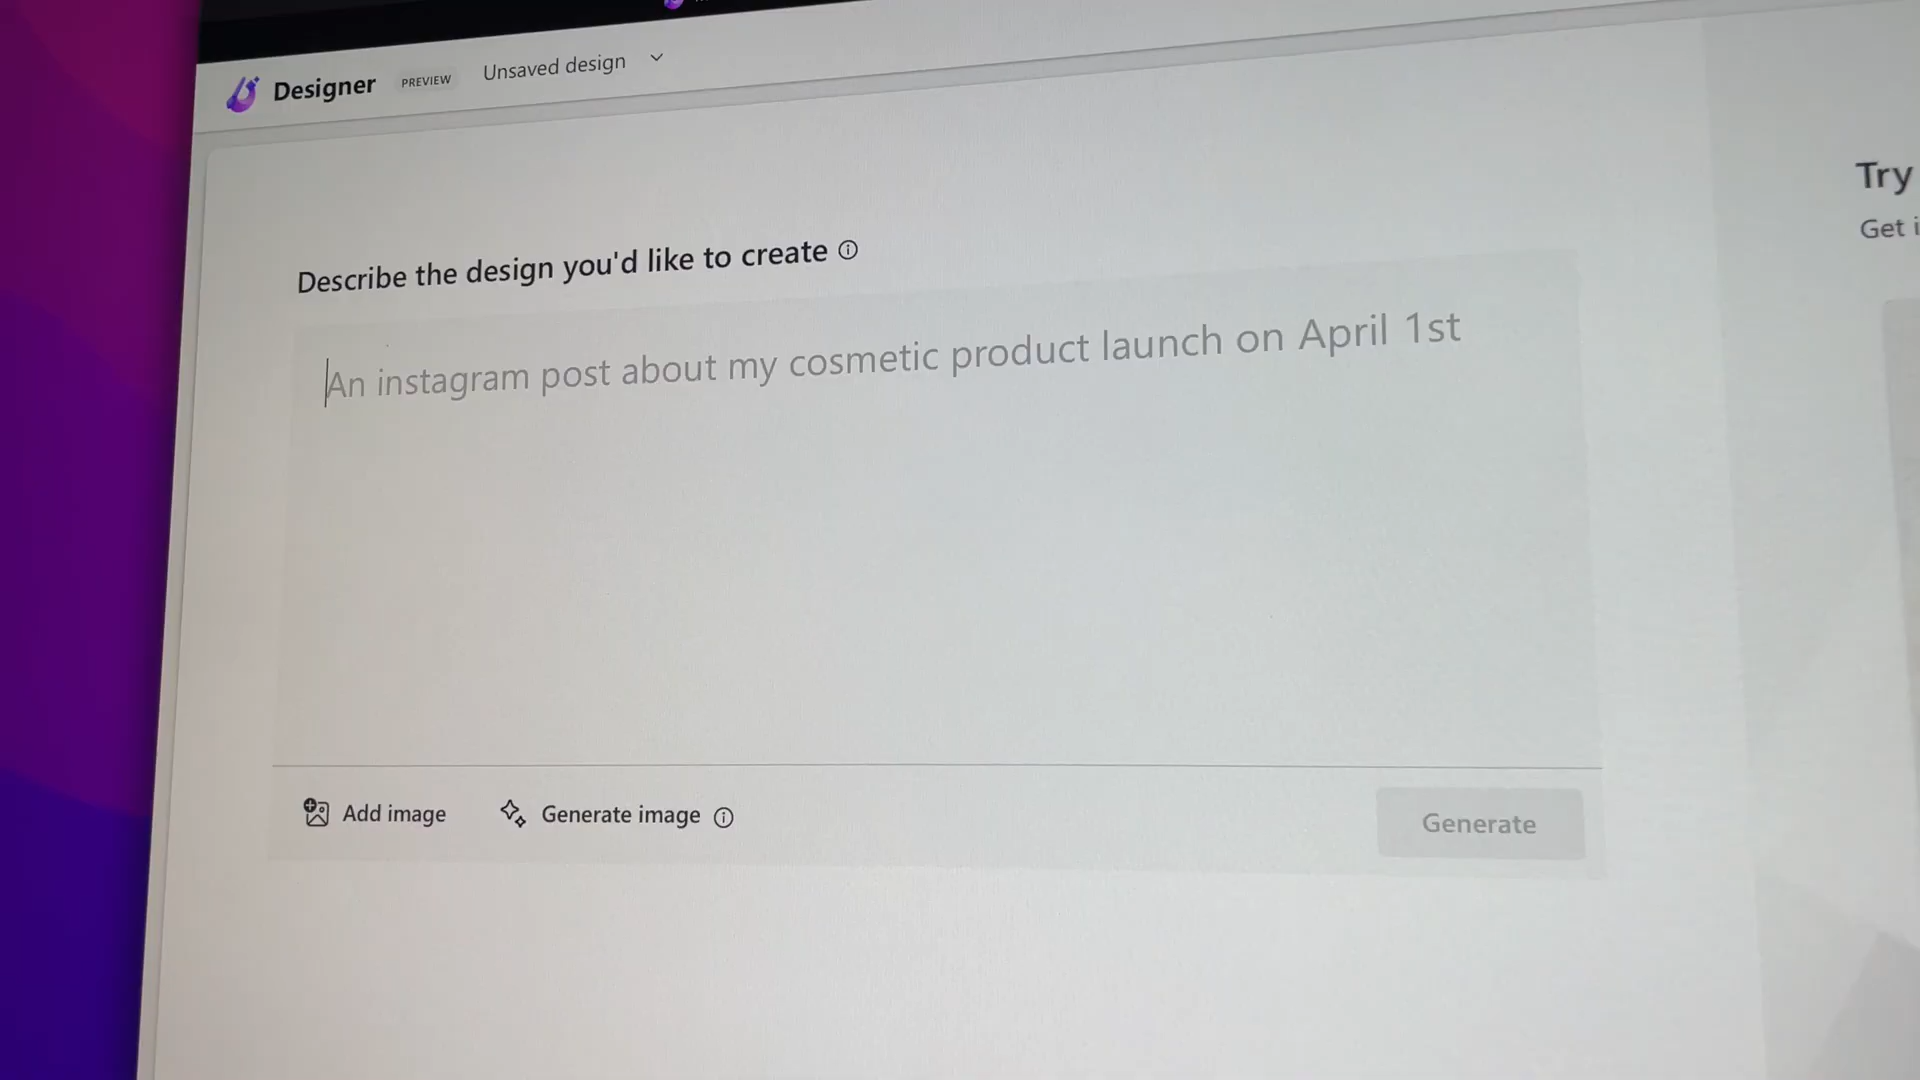 Designer PREVIEW Unsaved design
Try
Get
Describe the design you'd like to create
An instagram post about my cosmetic product launch on April 1st
Add image Generate image Generate